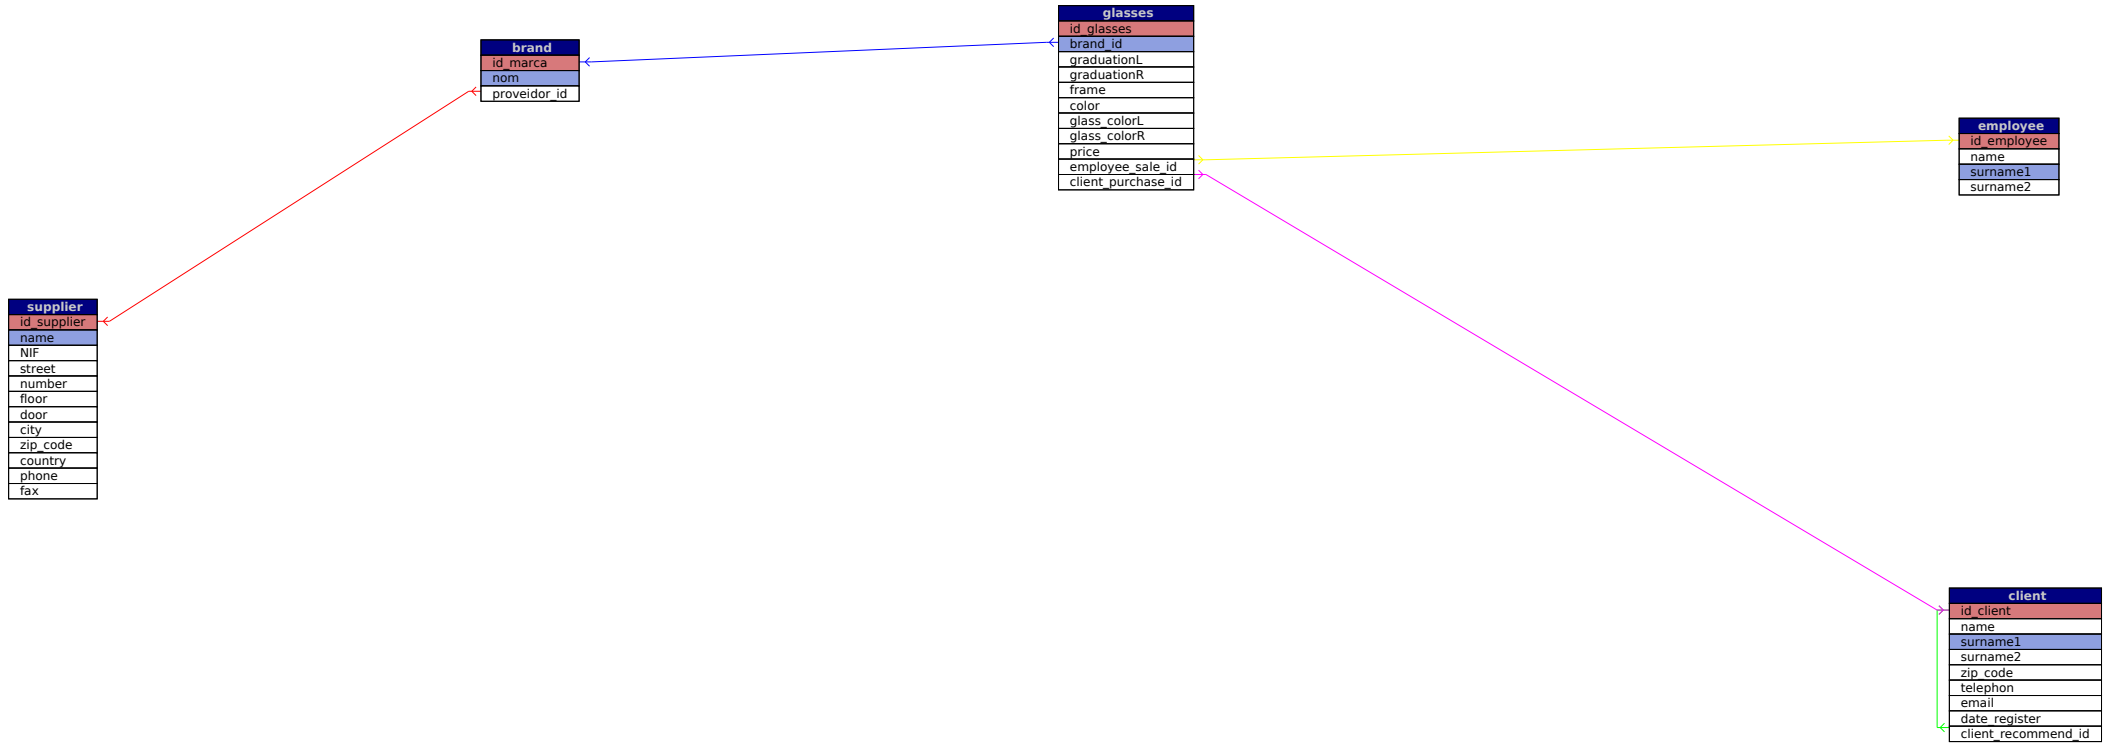 glasses
id_glasses
brand_id
graduationL
graduationR
frame
color
glass_colorL
glass_colorR
price
employee_sale_id
client_purchase_id
brand
id_marca
nom
proveidor_id
employee
id_employee
name
surname1
surname2
supplier
id_supplier
name
NIF
street
number
floor
door
city
zip_code
country
phone
fax
client
id_client
name
surname1
surname2
zip_code
telephon
email
date_register
client_recommend_id